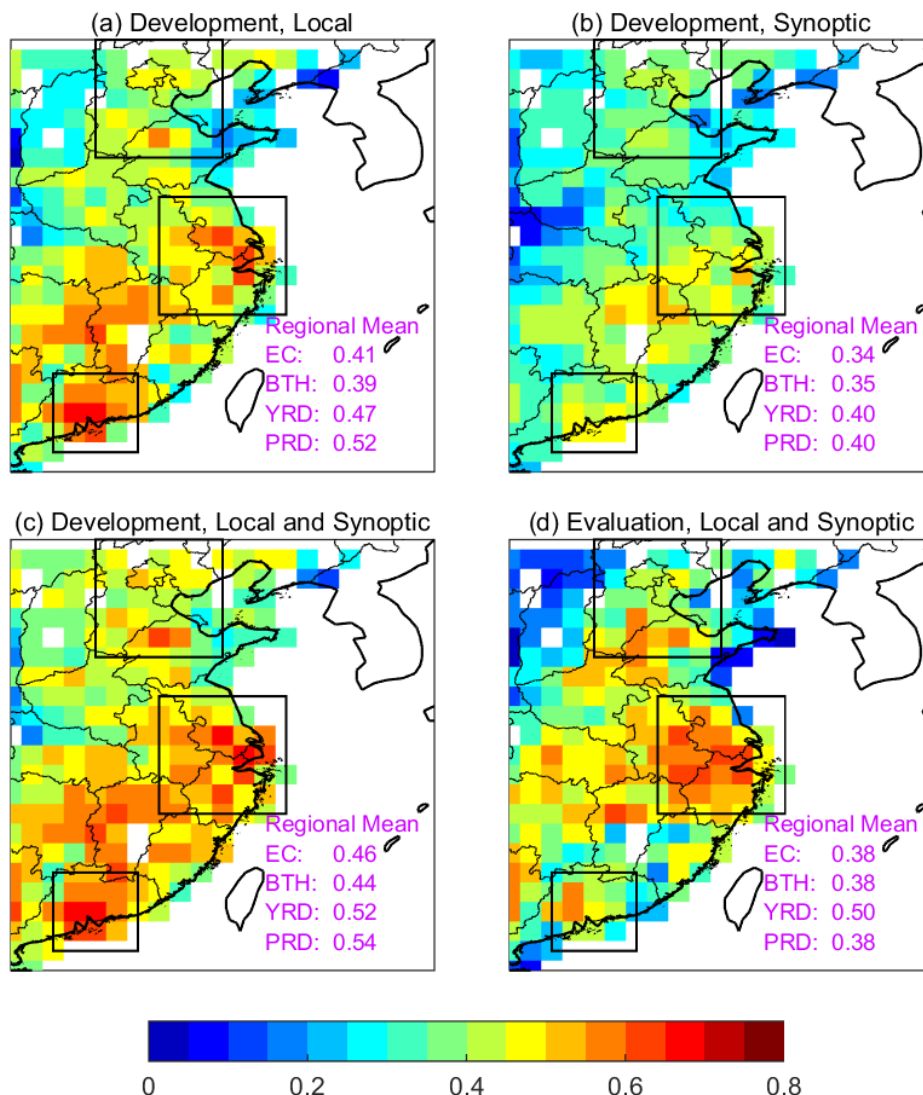 (a) Development, Local
Regional Mean
EC: 0.41
BTH: 0.39
YRD: 0.47
PRD: 0.52
(b) Development, Synoptic
Regional Mean
EC: 0.34
BTH: 0.35
YRD: 0.40
PRD: 0.40
(c) Development, Local and Synoptic
Regional Mean
EC: 0.46
BTH: 0.44
YRD: 0.52
PRD: 0.54
(d) Evaluation, Local and Synoptic
Regional Mean
EC: 0.38
BTH: 0.38
YRD: 0.50
PRD: 0.38
0 0.2 0.4 0.6 0.8